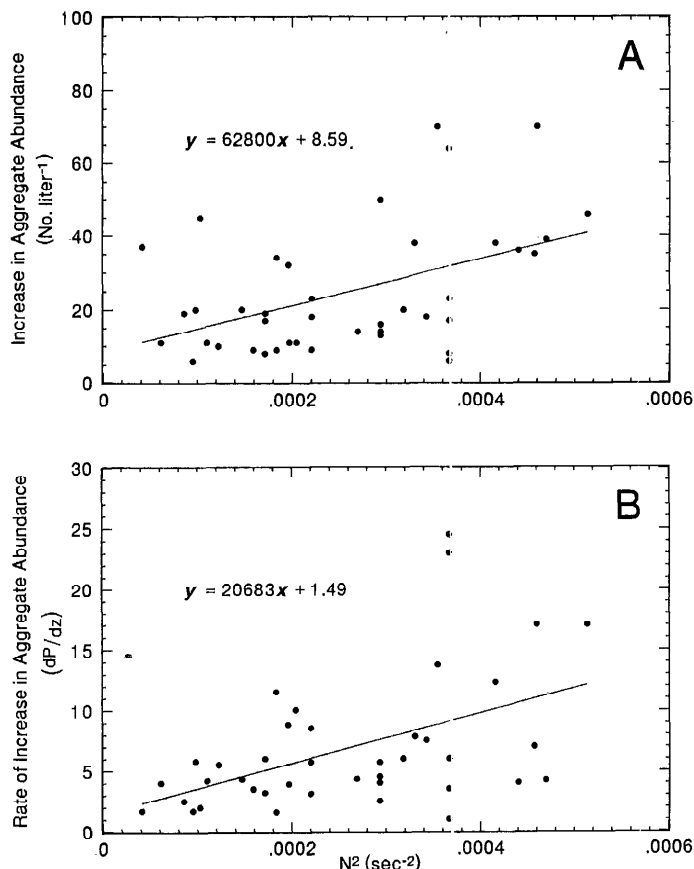 100
A
80
60
40
20
0
Increase in Aggregate Abundance
(No. liter-1)
y = 62800x + 8.59
0 .0002 .0004 .0006
30
B
25
20
15
10
5
0
Rate of Increase in Aggregate Abundance
(dP/dz)
y = 20683x + 1.49
0 .0002 .0004 .0006
N2 (sec-2)